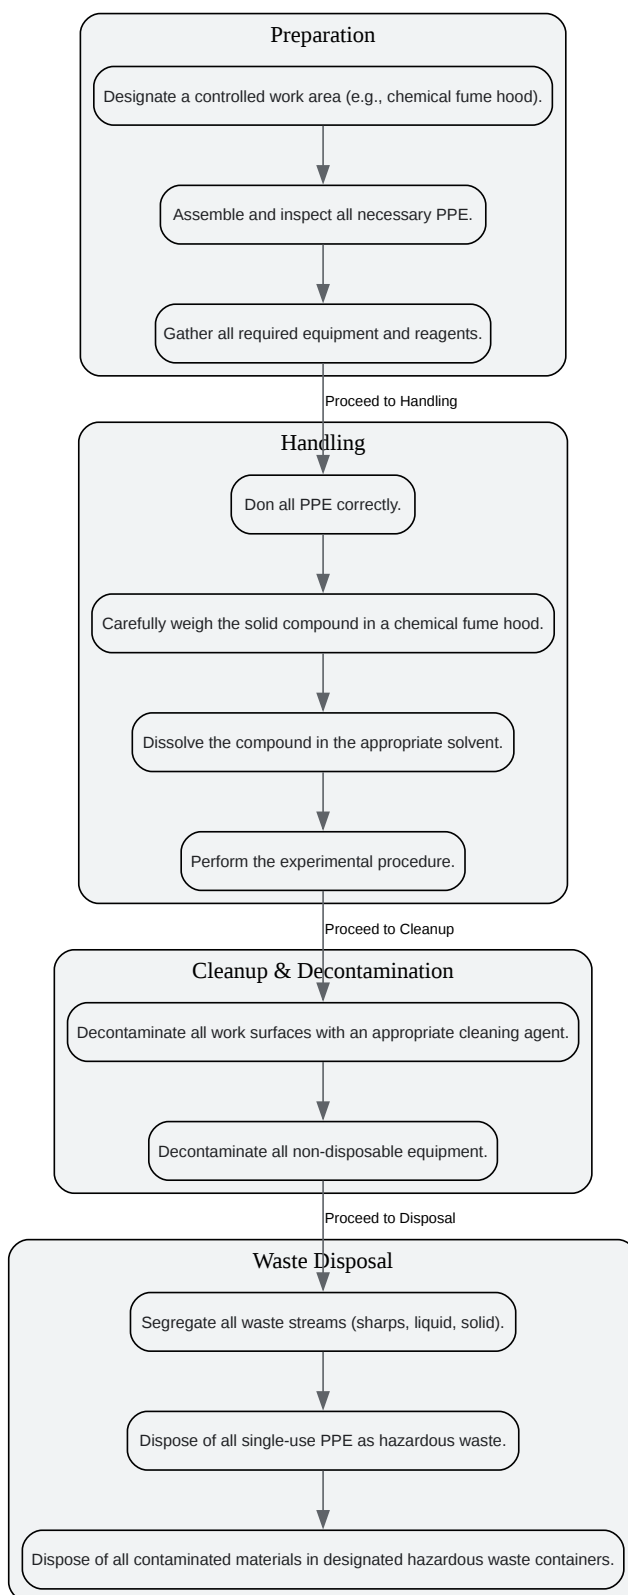 Preparation
Designate a controlled work area (e.g., chemical fume hood).
Assemble and inspect all necessary PPE.
Gather all required equipment and reagents.
Proceed to Handling
Handling
Don all PPE correctly.
Carefully weigh the solid compound in a chemical fume hood.
Dissolve the compound in the appropriate solvent.
Perform the experimental procedure.
Proceed to Cleanup
Cleanup & Decontamination
Decontaminate all work surfaces with an appropriate cleaning agent.
Decontaminate all non-disposable equipment.
Proceed to Disposal
Waste Disposal
Segregate all waste streams (sharps, liquid, solid).
Dispose of all single-use PPE as hazardous waste.
Dispose of all contaminated materials in designated hazardous waste containers.